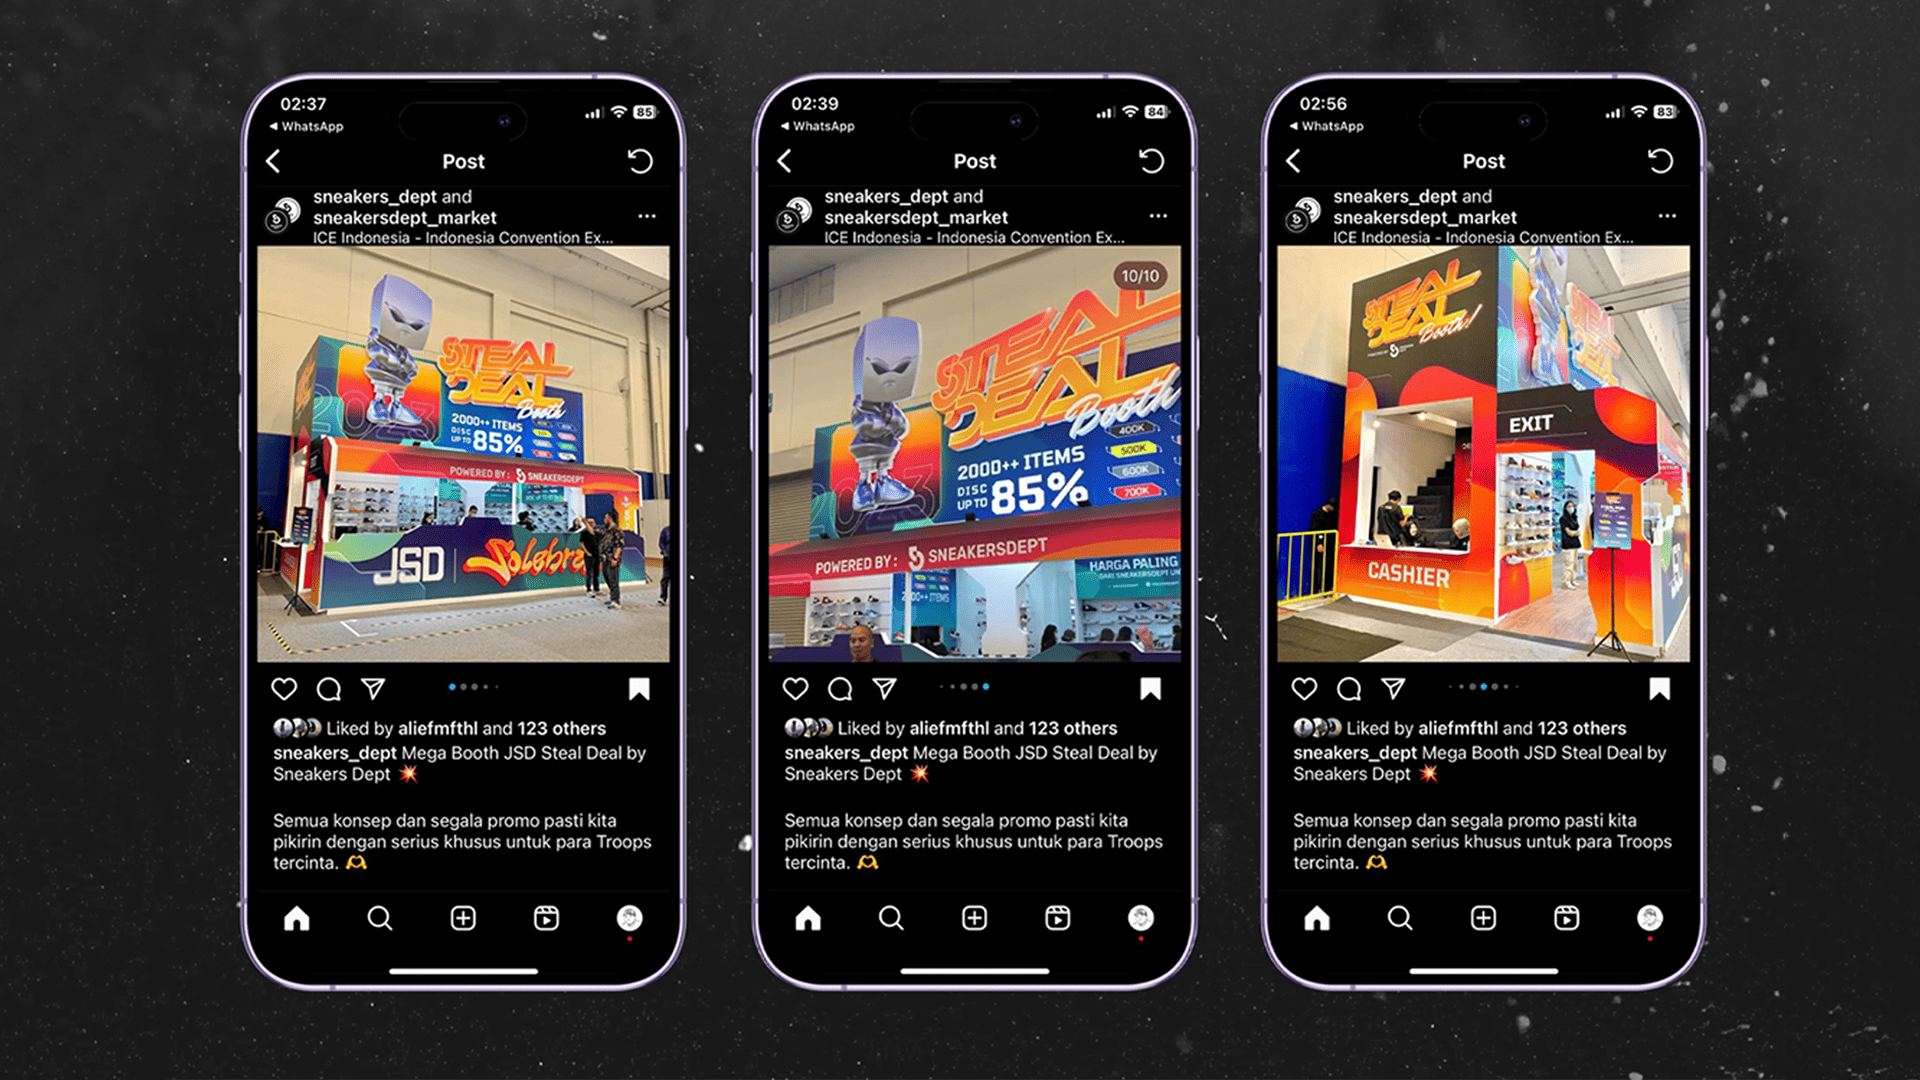 02:37
85
◀ WhatsApp
Post
sneakers_dept and
sneakersdept_market
ICE Indonesia - Indonesia Convention Ex...
STEAL
DEAL
Booth
2023
2000++ ITEMS
DISC
UP TO 85%
POWERED BY : SNEAKERSDEPT
JSD
Liked by aliefmfthl and 123 others
sneakers_dept Mega Booth JSD Steal Deal by
Sneakers Dept 💥
Semua konsep dan segala promo pasti kita
pikirin dengan serius khusus untuk para Troops
tercinta. 🫶
02:39
84
◀ WhatsApp
Post
sneakers_dept and
sneakersdept_market
ICE Indonesia - Indonesia Convention Ex...
10/10
STEAL
DEAL
Booth
2023
2000++ ITEMS
DISC
UP TO 85%
400K
500K
600K
700K
POWERED BY : SNEAKERSDEPT
HARGA PALING
2000++ ITEMS
Liked by aliefmfthl and 123 others
sneakers_dept Mega Booth JSD Steal Deal by
Sneakers Dept 💥
Semua konsep dan segala promo pasti kita
pikirin dengan serius khusus untuk para Troops
tercinta. 🫶
02:56
83
◀ WhatsApp
Post
sneakers_dept and
sneakersdept_market
ICE Indonesia - Indonesia Convention Ex...
STEAL
DEAL
Booth!
EXIT
CASHIER
Liked by aliefmfthl and 123 others
sneakers_dept Mega Booth JSD Steal Deal by
Sneakers Dept 💥
Semua konsep dan segala promo pasti kita
pikirin dengan serius khusus untuk para Troops
tercinta. 🫶